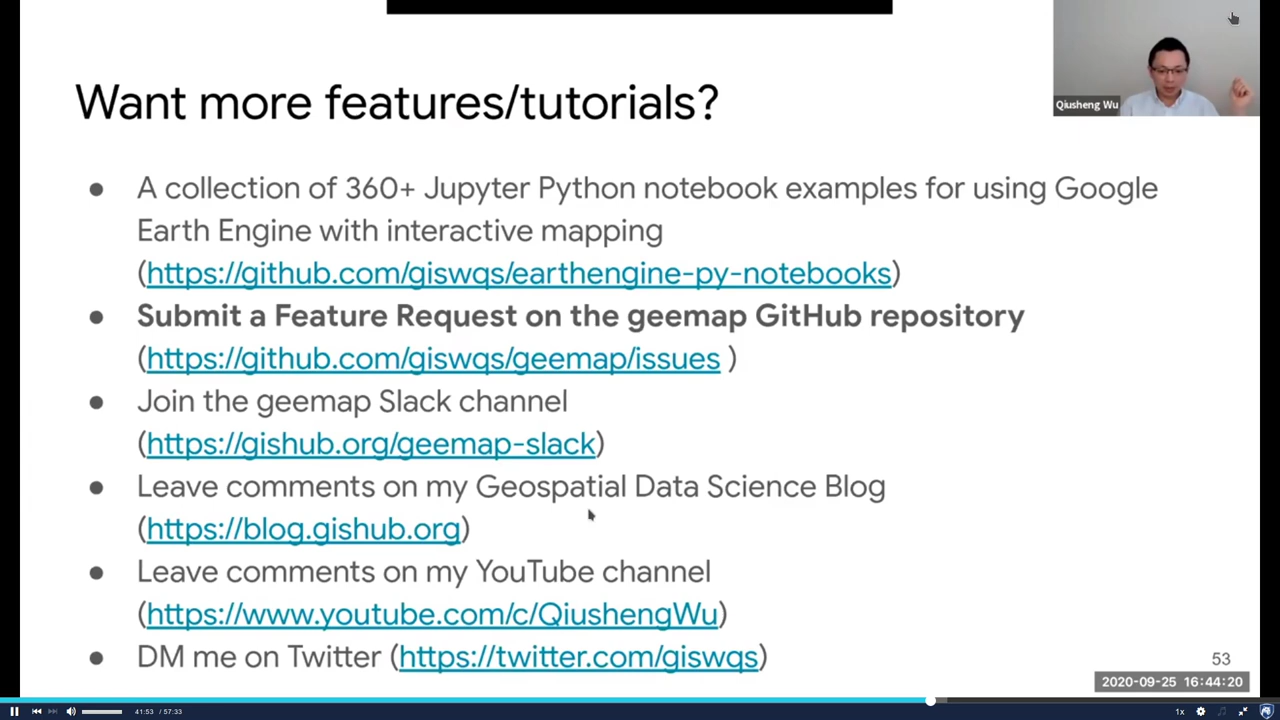 Want more features/tutorials?
Qiusheng Wu
● A collection of 360+ Jupyter Python notebook examples for using Google
Earth Engine with interactive mapping
(https://github.com/giswqs/earthengine-py-notebooks)
● Submit a Feature Request on the geemap GitHub repository
(https://github.com/giswqs/geemap/issues )
● Join the geemap Slack channel
(https://gishub.org/geemap-slack)
● Leave comments on my Geospatial Data Science Blog
(https://blog.gishub.org)
● Leave comments on my YouTube channel
(https://www.youtube.com/c/QiushengWu)
● DM me on Twitter (https://twitter.com/giswqs)
53
2020-09-25 16:44:20
41:53 / 57:33
1x